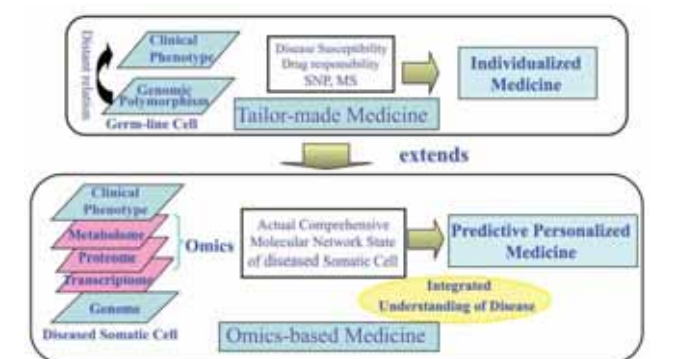 Distant relation
Clinical
Phenotype
Genomic
Polymorphism
Germ-line Cell
Disease Susceptibility
Drug responsibility
SNP, MS
Individualized
Medicine
Tailor-made Medicine
extends
Clinical
Phenotype
Metabolome
Proteome
Transcriptome
Genome
Diseased Somatic Cell
Omics
Actual Comprehensive
Molecular Network State
of diseased Somatic Cell
Predictive Personalized
Medicine
Integrated
Understanding of Disease
Omics-based Medicine